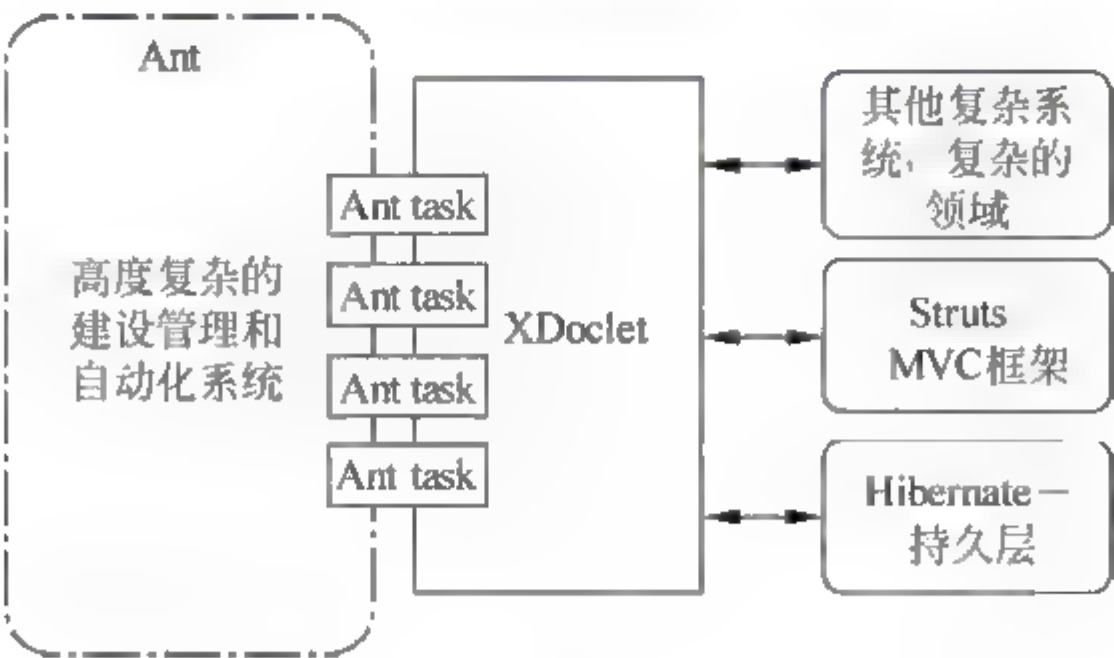 Ant
高度复杂的
建设管理和
自动化系统
Ant task
Ant task
Ant task
Ant task
XDoclet
其他复杂系
统，复杂的
领域
Struts
MVC框架
Hibernate—
持久层